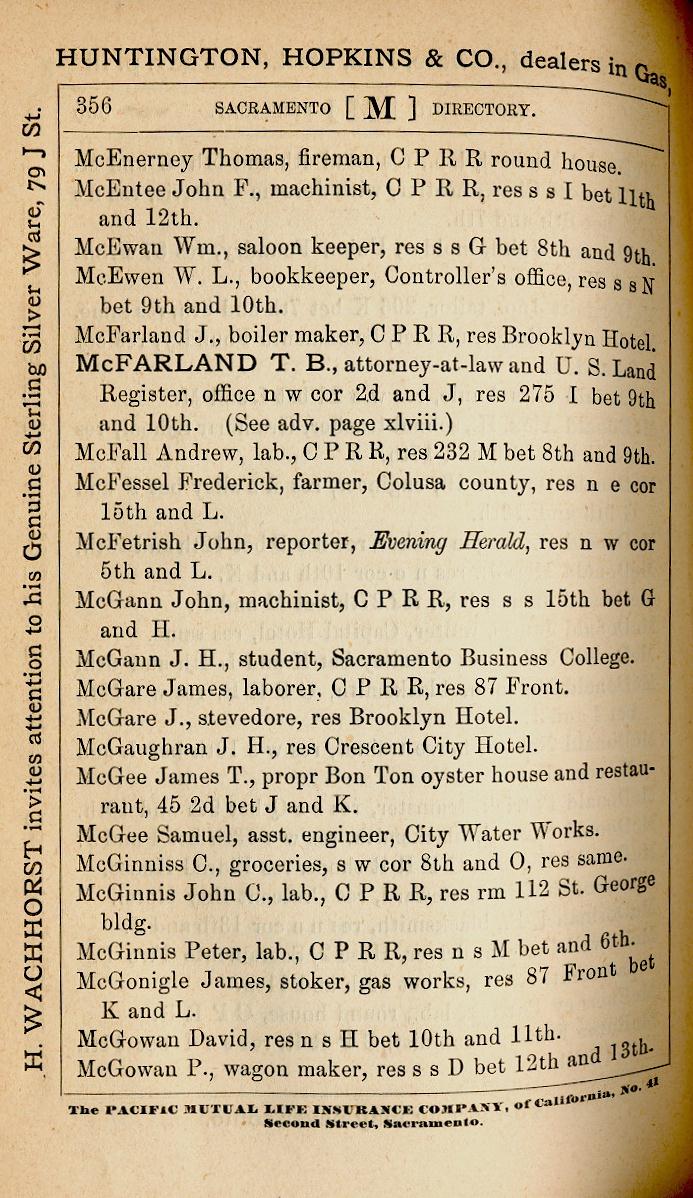 HUNTINGTON, HOPKINS & CO., dealers in Gas,
356 SACRAMENTO [ M ] DIRECTORY.
McEnerney Thomas, fireman, C P R R round house.
McEntee John F., machinist, C P R R, res s s I bet 11th
and 12th.
McEwan Wm., saloon keeper, res s s G bet 8th and 9th.
McEwen W. L., bookkeeper, Controller's office, res s s N
bet 9th and 10th.
McFarland J., boiler maker, C P R R, res Brooklyn Hotel.
McFARLAND T. B., attorney-at-law and U. S. Land
Register, office n w cor 2d and J, res 275 I bet 9th
and 10th. (See adv. page xlviii.)
McFall Andrew, lab., C P R R, res 232 M bet 8th and 9th.
McFessel Frederick, farmer, Colusa county, res n e cor
15th and L.
McFetrish John, reporter, Evening Herald, res n w cor
5th and L.
McGann John, machinist, C P R R, res s s 15th bet G
and H.
McGann J. H., student, Sacramento Business College.
McGare James, laborer, C P R R, res 87 Front.
McGare J., stevedore, res Brooklyn Hotel.
McGaughran J. H., res Crescent City Hotel.
McGee James T., propr Bon Ton oyster house and restau-
rant, 45 2d bet J and K.
McGee Samuel, asst. engineer, City Water Works.
McGinniss C., groceries, s w cor 8th and O, res same.
McGinnis John C., lab., C P R R, res rm 112 St. George
bldg.
McGinnis Peter, lab., C P R R, res n s M bet and 6th.
McGonigle James, stoker, gas works, res 87 Front bet
K and L.
McGowan David, res n s H bet 10th and 11th.
McGowan P., wagon maker, res s s D bet 12th and 13th.
The PACIFIC MUTUAL LIFE INSURANCE COMPANY, of California, No. 41
Second Street, Sacramento.
H. WACHHORST invites attention to his Genuine Sterling Silver Ware, 79 J St.